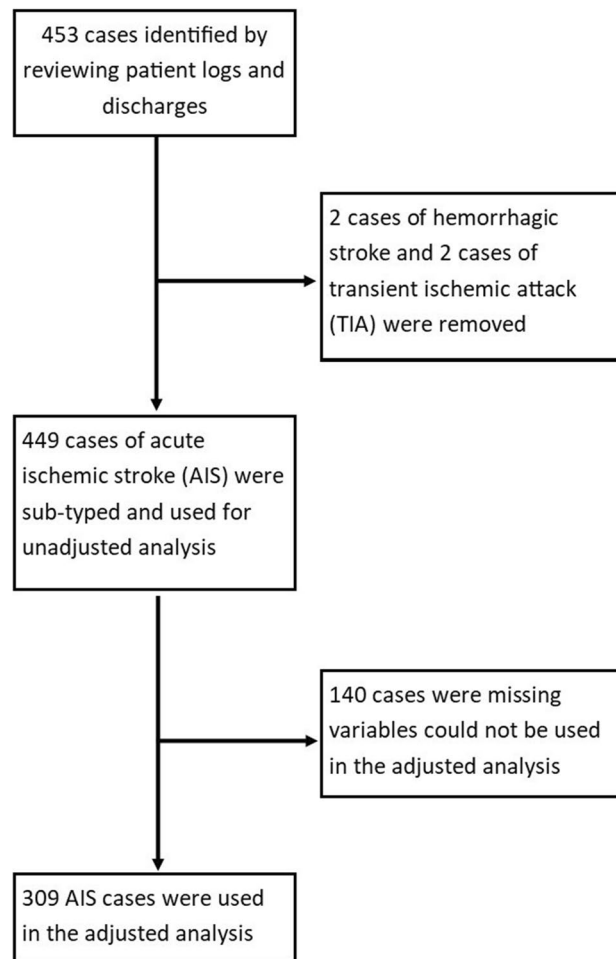 453 cases identified by
reviewing patient logs and
discharges
2 cases of hemorrhagic
stroke and 2 cases of
transient ischemic attack
(TIA) were removed
449 cases of acute
ischemic stroke (AIS) were
sub-typed and used for
unadjusted analysis
140 cases were missing
variables could not be used
in the adjusted analysis
309 AIS cases were used
in the adjusted analysis